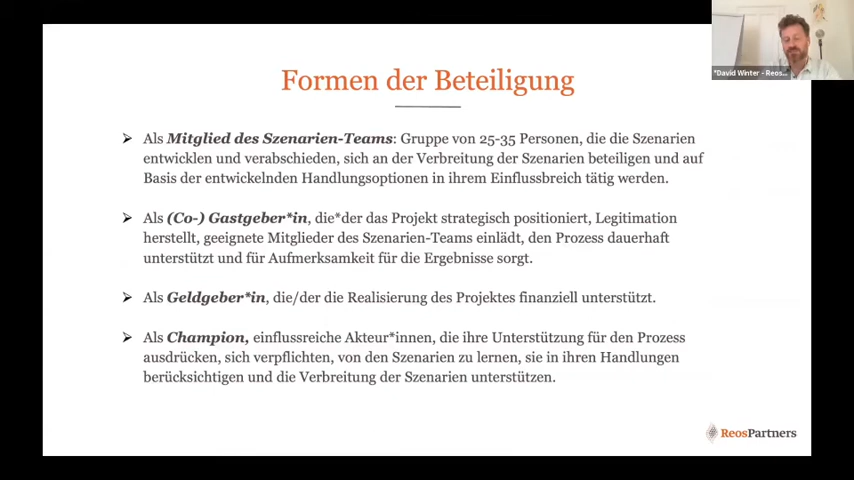 *David Winter - Reos...
Formen der Beteiligung
➢ Als Mitglied des Szenarien-Teams: Gruppe von 25-35 Personen, die die Szenarien
entwicklen und verabschieden, sich an der Verbreitung der Szenarien beteiligen und auf
Basis der entwickelnden Handlungsoptionen in ihrem Einflussbreich tätig werden.
➢ Als (Co-) Gastgeber*in, die*der das Projekt strategisch positioniert, Legitimation
herstellt, geeignete Mitglieder des Szenarien-Teams einlädt, den Prozess dauerhaft
unterstützt und für Aufmerksamkeit für die Ergebnisse sorgt.
➢ Als Geldgeber*in, die/der die Realisierung des Projektes finanziell unterstützt.
➢ Als Champion, einflussreiche Akteur*innen, die ihre Unterstützung für den Prozess
ausdrücken, sich verpflichten, von den Szenarien zu lernen, sie in ihren Handlungen
berücksichtigen und die Verbreitung der Szenarien unterstützen.
ReosPartners